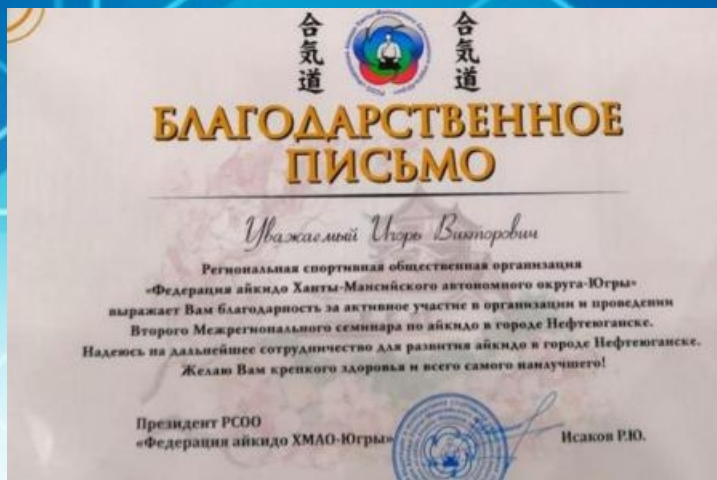 合気道
合気道
БЛАГОДАРСТВЕННОЕ
ПИСЬМО
Уважаемый Игорь Викторович
Региональная спортивная общественная организация
«Федерация айкидо Ханты-Мансийского автономного округа-Югры»
выражает Вам благодарность за активное участие в организации и проведении
Второго Межрегионального семинара по айкидо в городе Нефтеюганске.
Надеюсь на дальнейшее сотрудничество для развития айкидо в городе Нефтеюганске.
Желаю Вам крепкого здоровья и всего самого наилучшего!
Президент РСОО
«Федерация айкидо ХМАО-Югры»
Исаков Р.Ю.